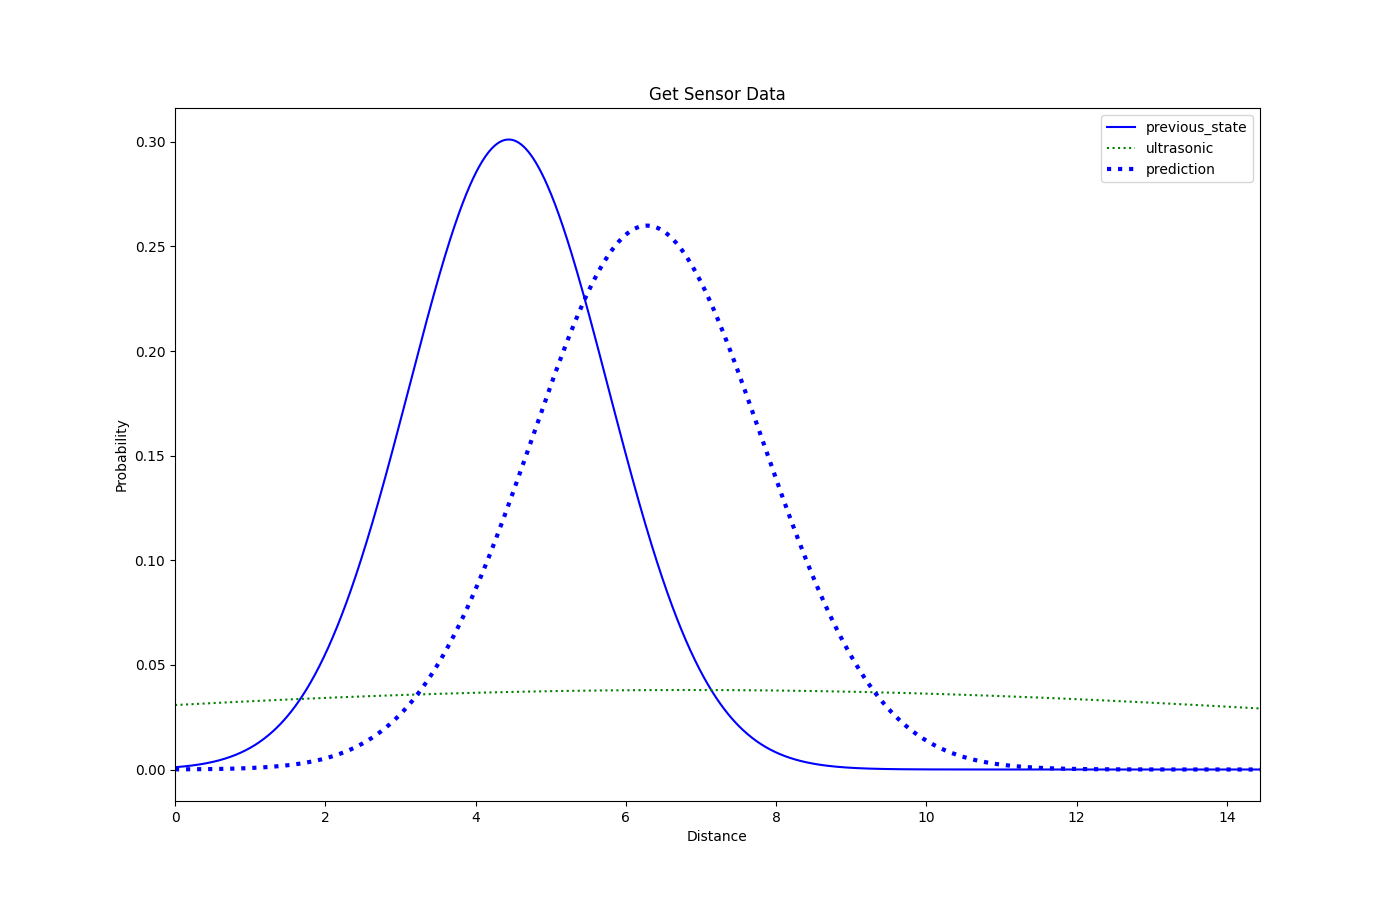 Get Sensor Data
previous_state
ultrasonic
prediction
0.30
0.25
0.20
0.15
0.10
0.05
0.00
Probability
0 2 4 6 8 10 12 14
Distance